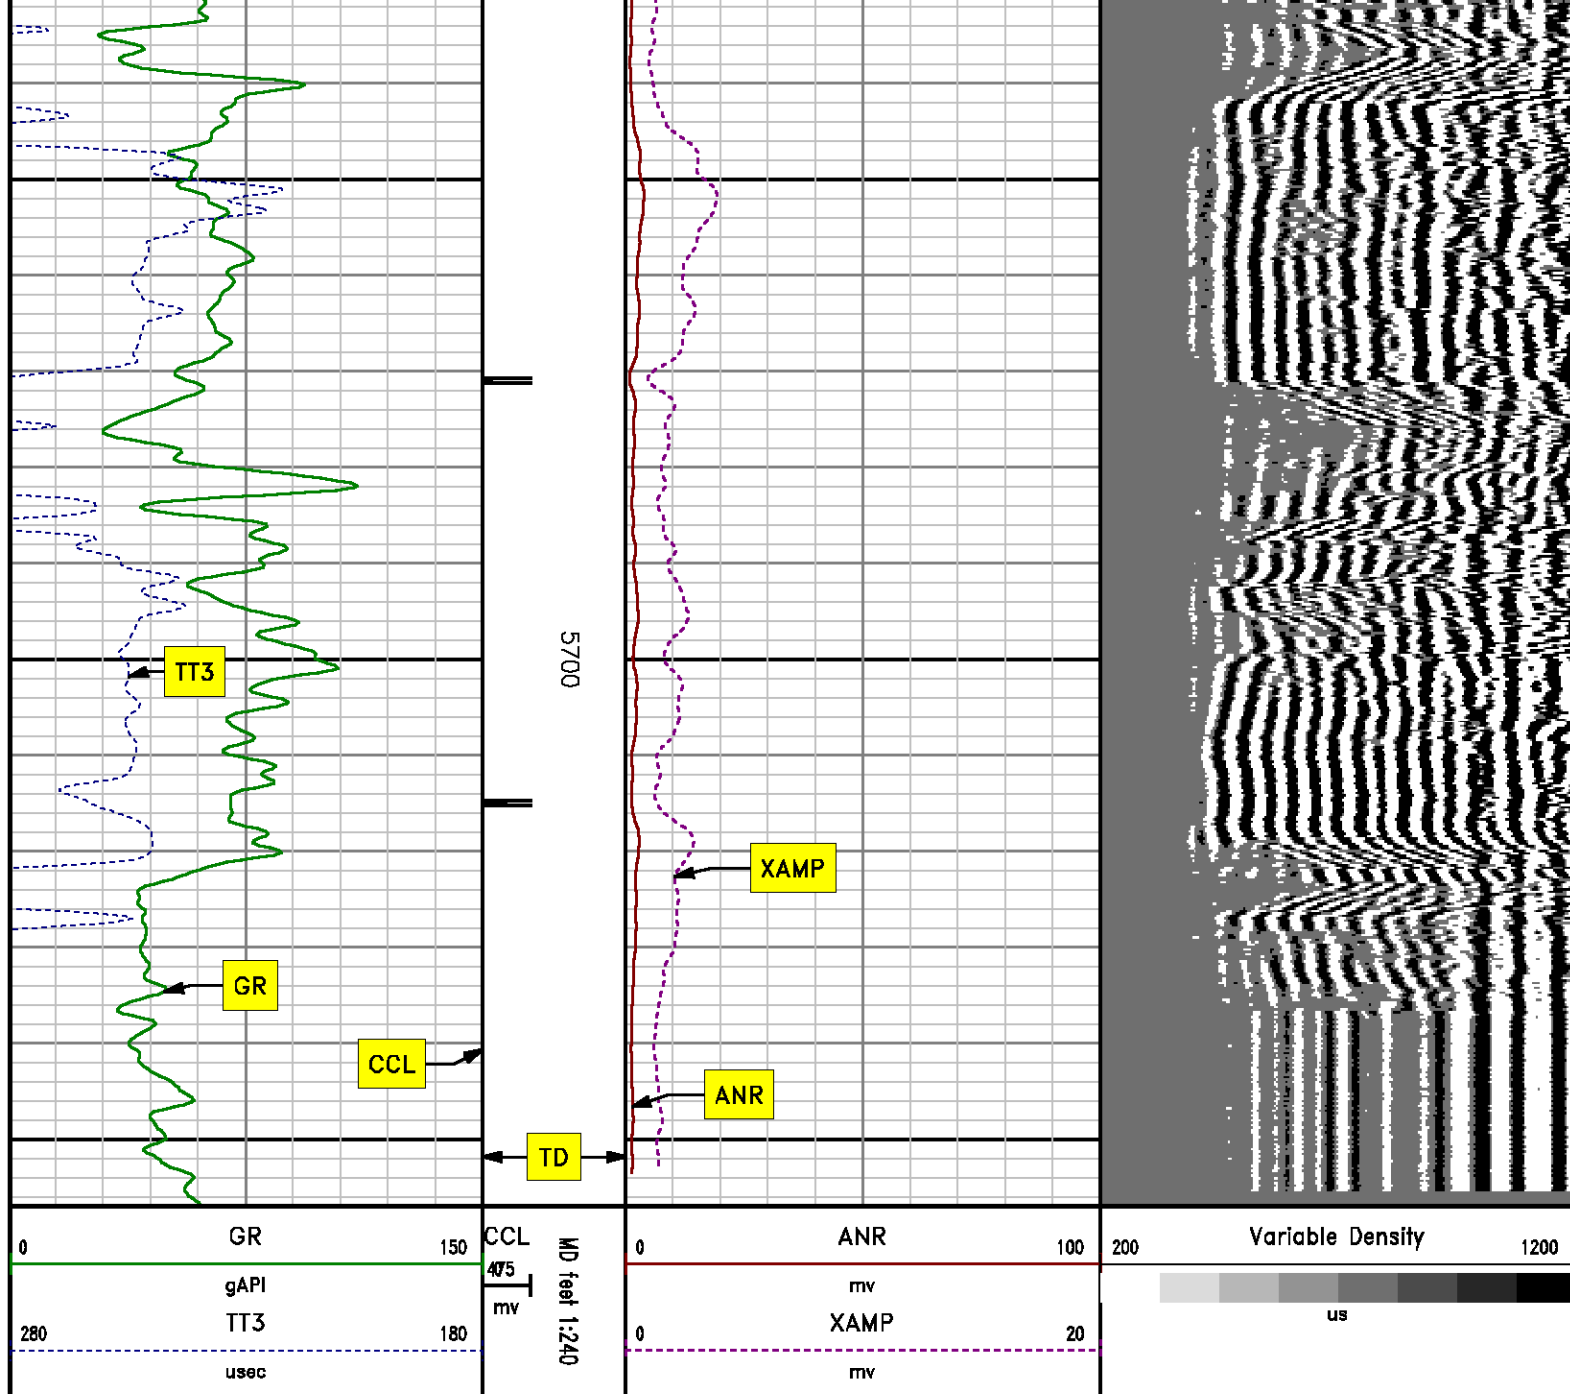 5700
TT3
XAMP
GR
CCL
ANR
TD
GR
0 150
gAPI
TT3
280 180
usec
CCL
mv
MD feet 1:240
ANR
0 100
mv
XAMP
0 20
mv
Variable Density
200 1200
us